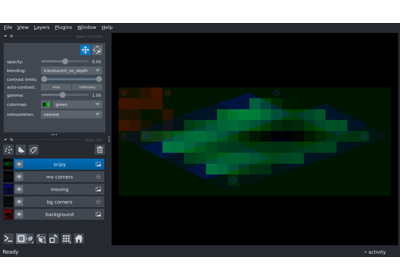 File View Layers Plugins Window Help
opacity: 0.50
blending: translucent_no_depth
contrast limits:
auto-contrast: once continuous
gamma: 1.00
colormap: green
interpolation: nearest
scipy
mv corners
moving
bg corners
background
Ready
activity